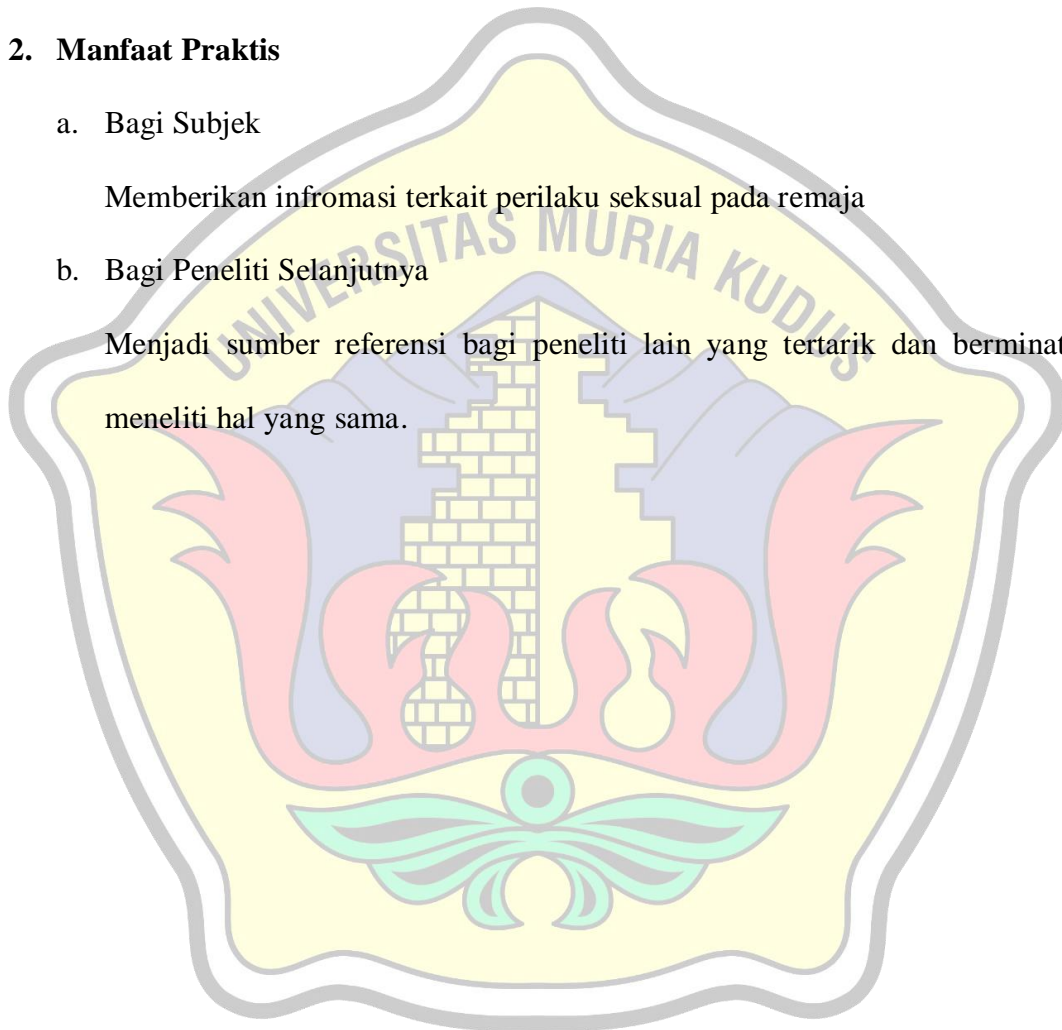 2. Manfaat Praktis
a. Bagi Subjek
Memberikan infromasi terkait perilaku seksual pada remaja
b. Bagi Peneliti Selanjutnya
Menjadi sumber referensi bagi peneliti lain yang tertarik dan berminat
meneliti hal yang sama.
UNIVERSITAS MURIA KUDUS